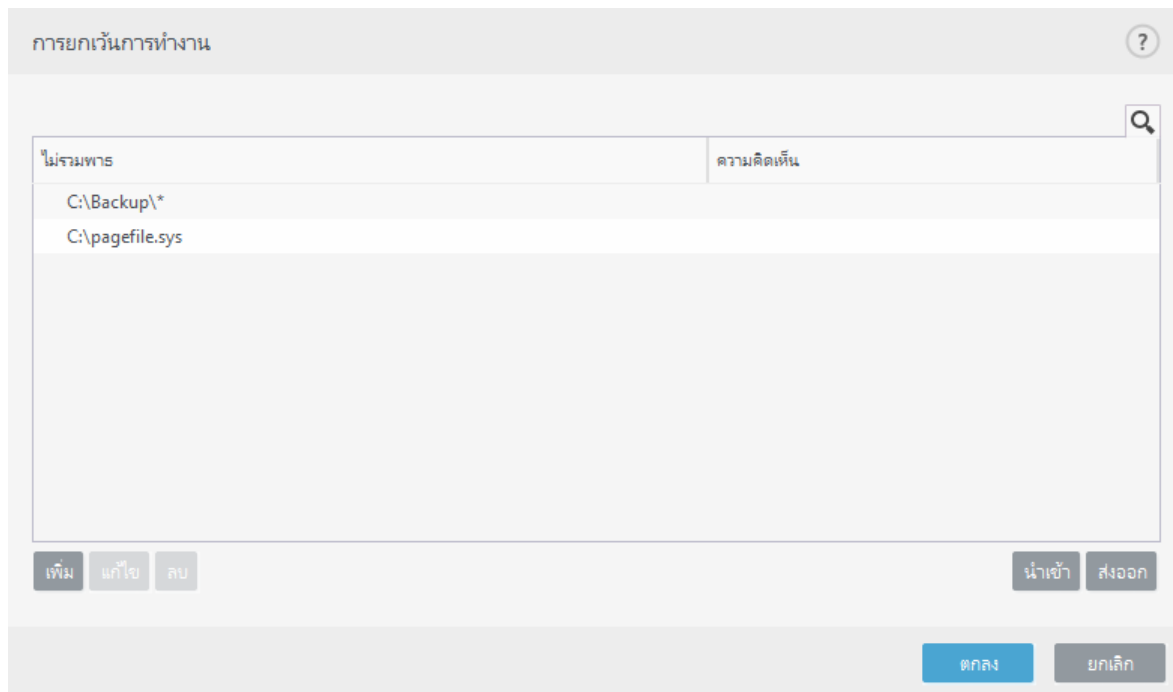 การยกเว้นการทำงาน
?
ไม่รวมพาธ ความคิดเห็น
C:\Backup\*
C:\pagefile.sys
เพิ่ม แก้ไข ลบ นำเข้า ส่งออก
ตกลง ยกเลิก